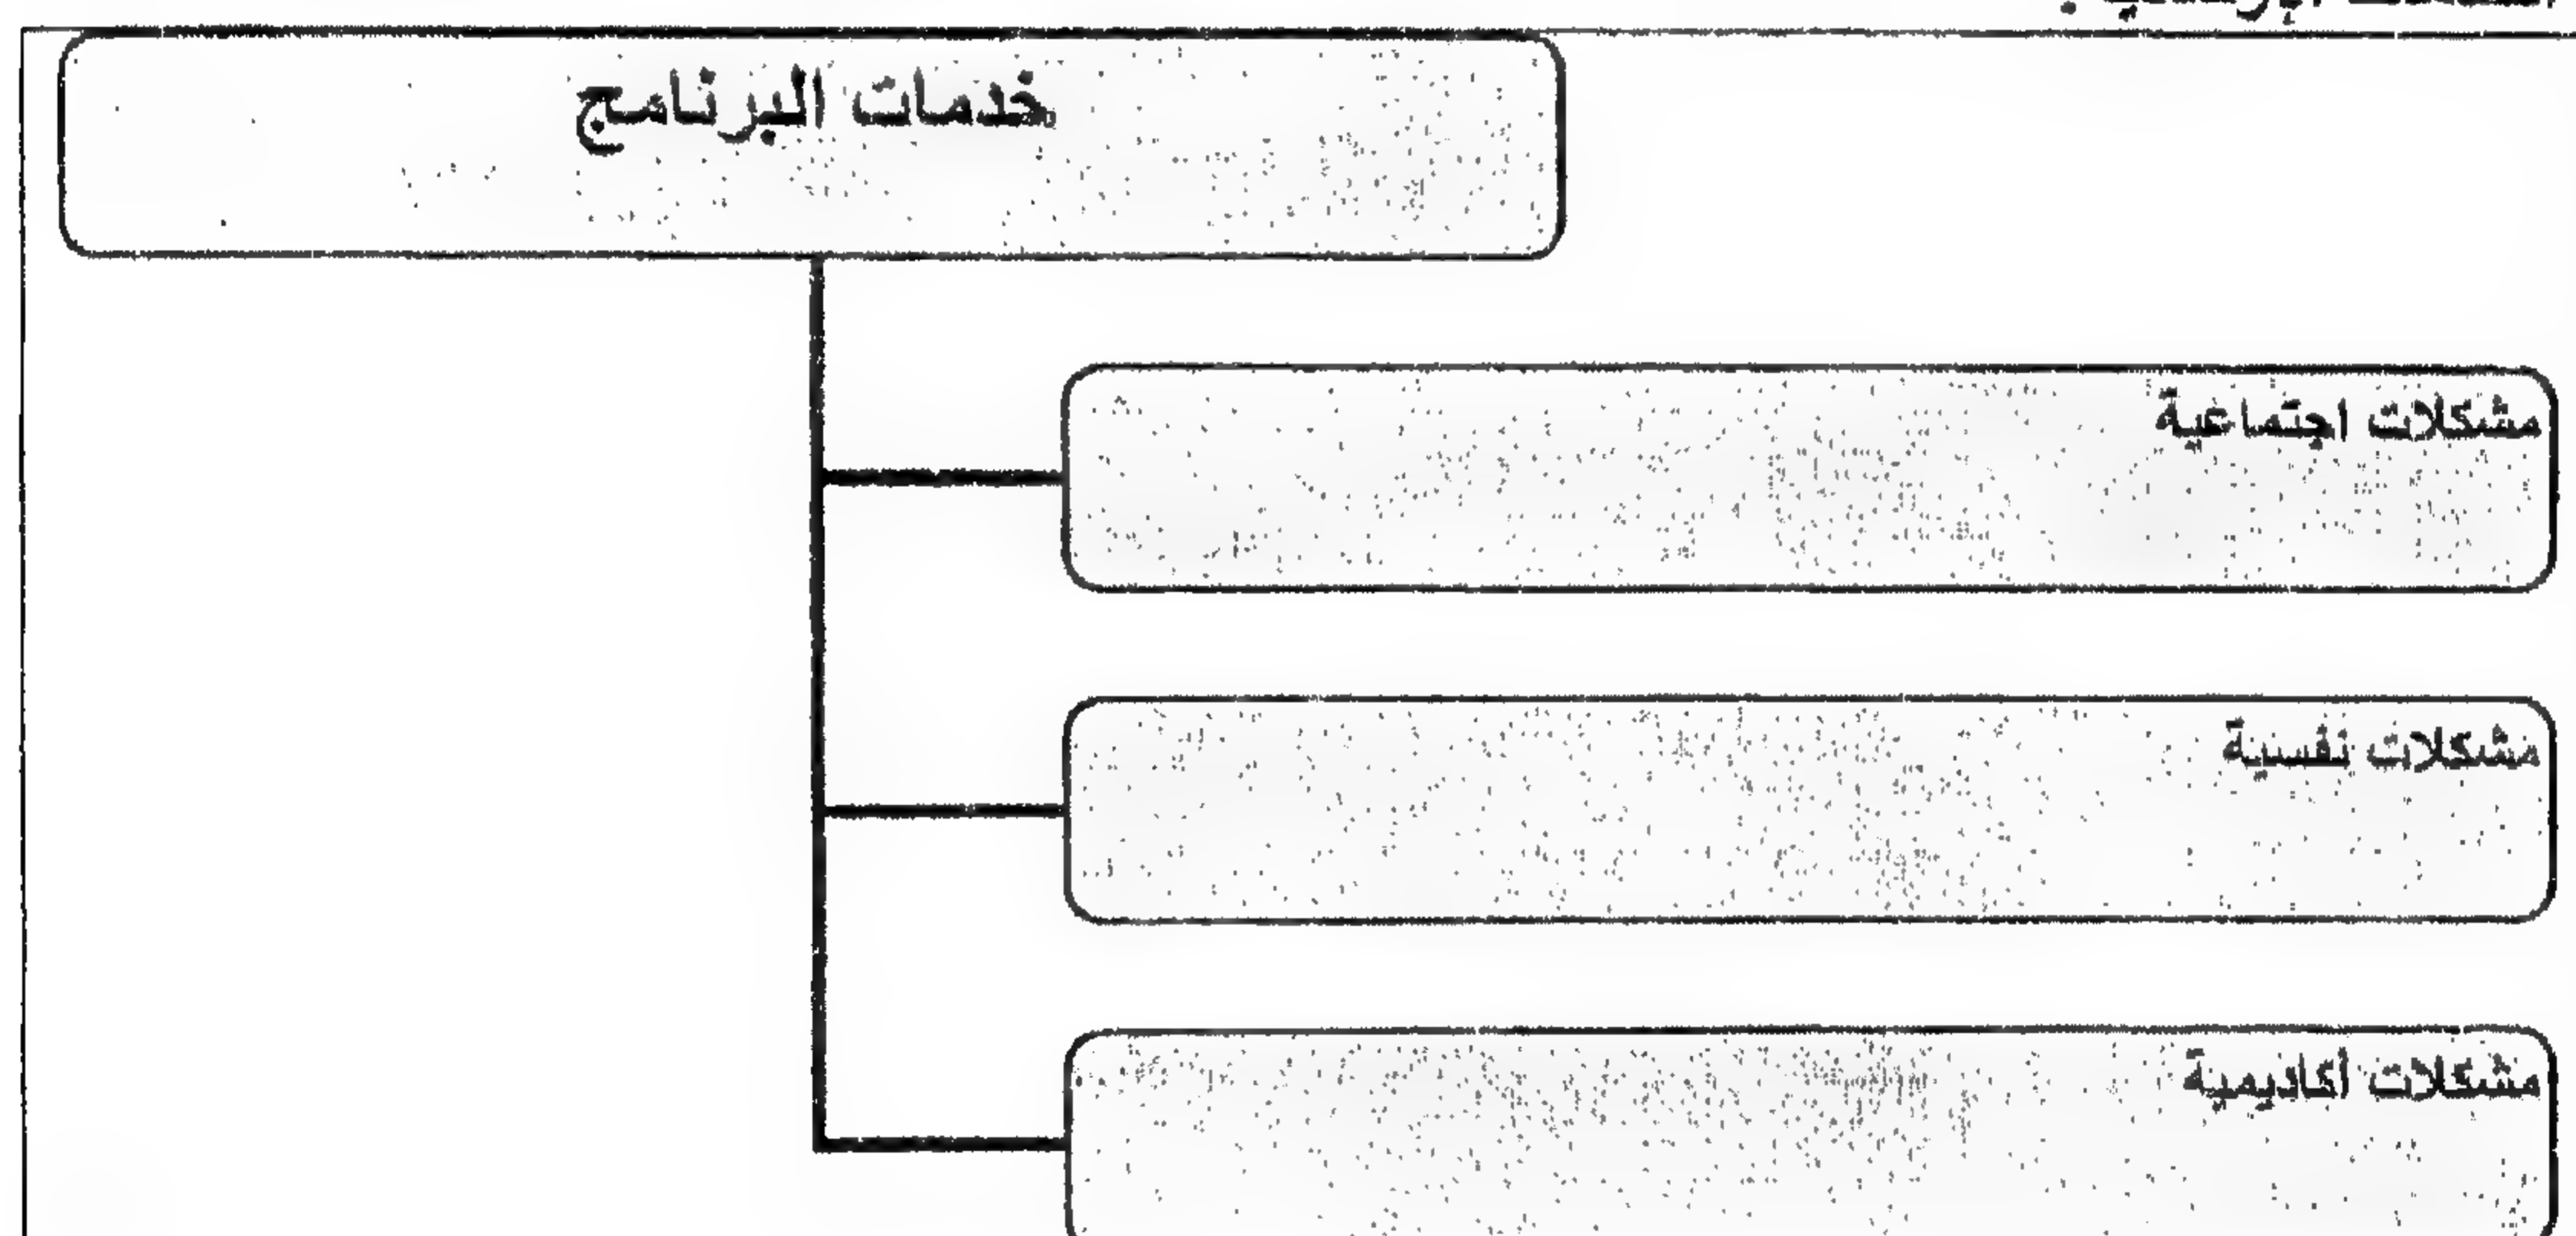 خدمات البرنامج
مشكلات اجتماعية
مشكلات نفسية
مشكلات أكاديمية